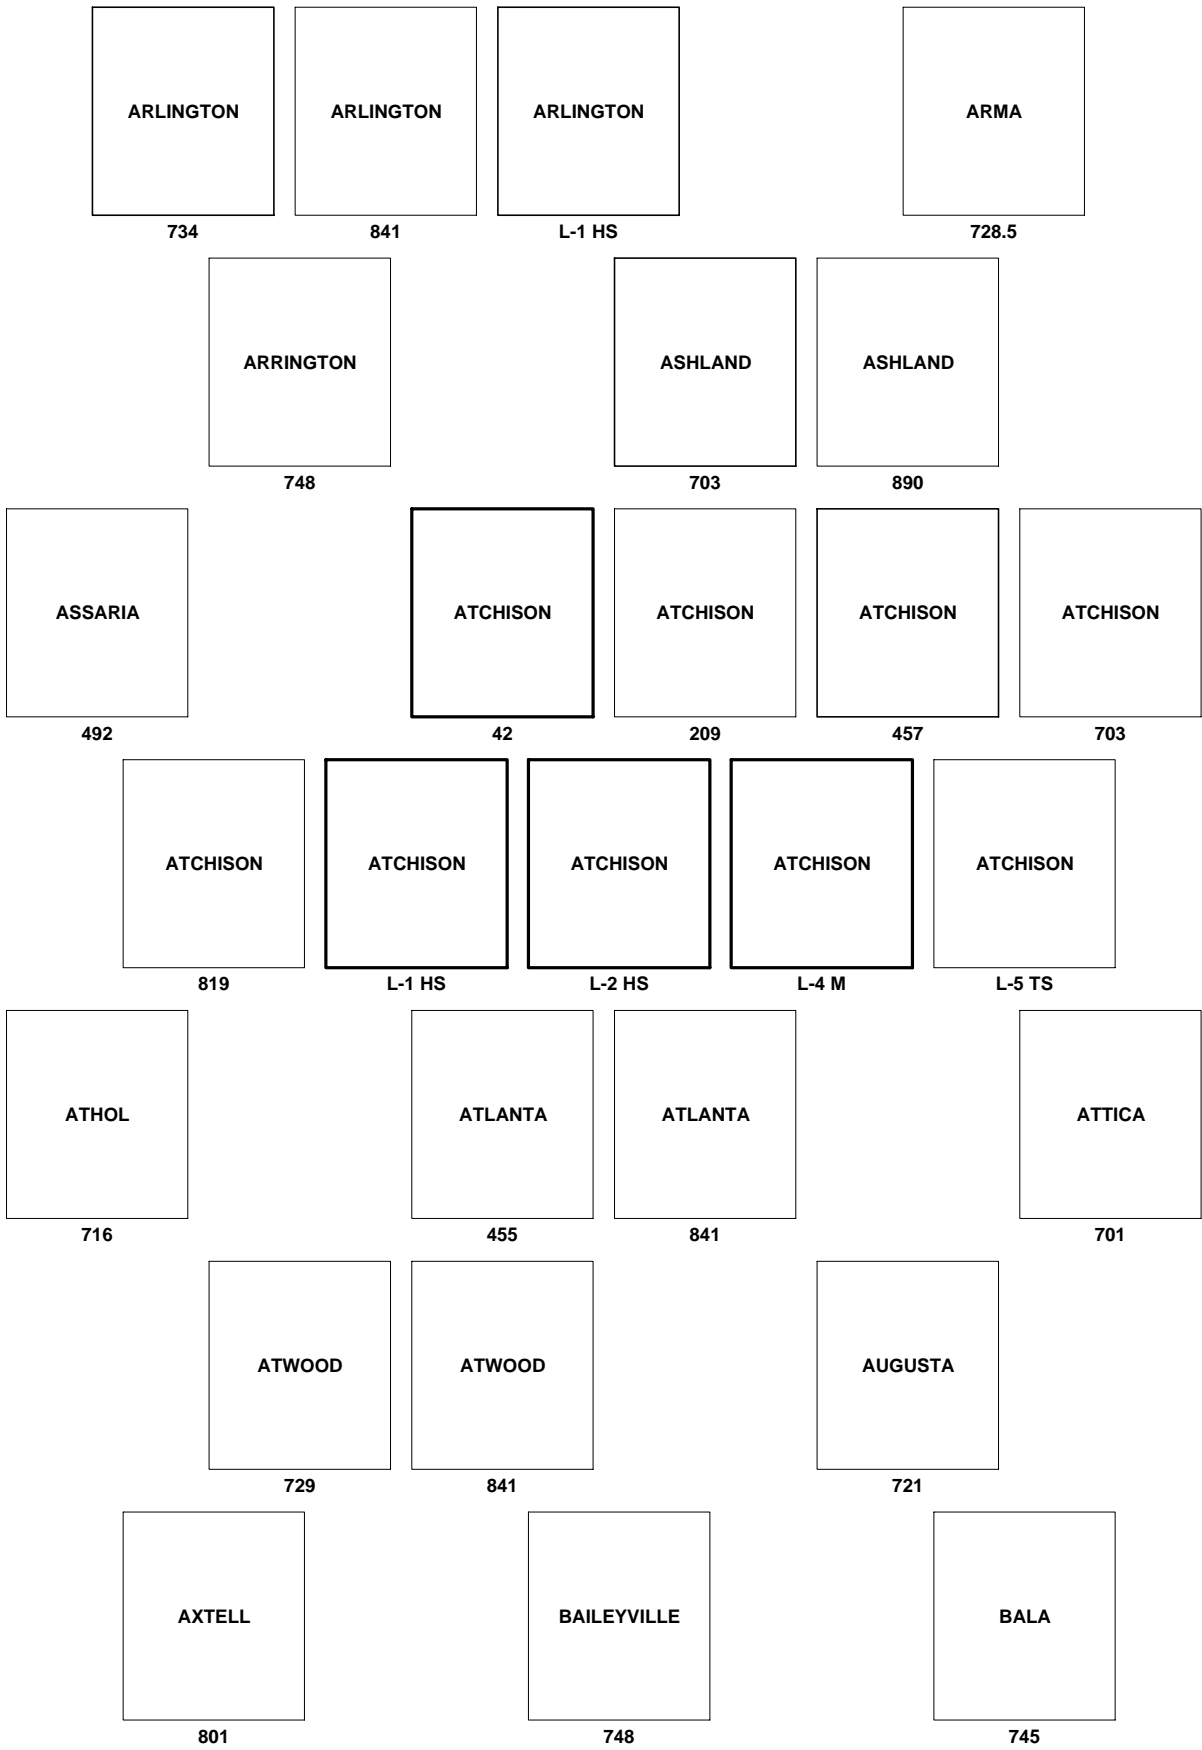 ARLINGTON ARLINGTON ARLINGTON ARMA
734 841 L-1 HS 728.5
ARRINGTON ASHLAND ASHLAND
748 703 890
ASSARIA ATCHISON ATCHISON ATCHISON ATCHISON
492 42 209 457 703
ATCHISON ATCHISON ATCHISON ATCHISON ATCHISON
819 L-1 HS L-2 HS L-4 M L-5 TS
ATHOL ATLANTA ATLANTA ATTICA
716 455 841 701
ATWOOD ATWOOD AUGUSTA
729 841 721
AXTELL BAILEYVILLE BALA
801 748 745